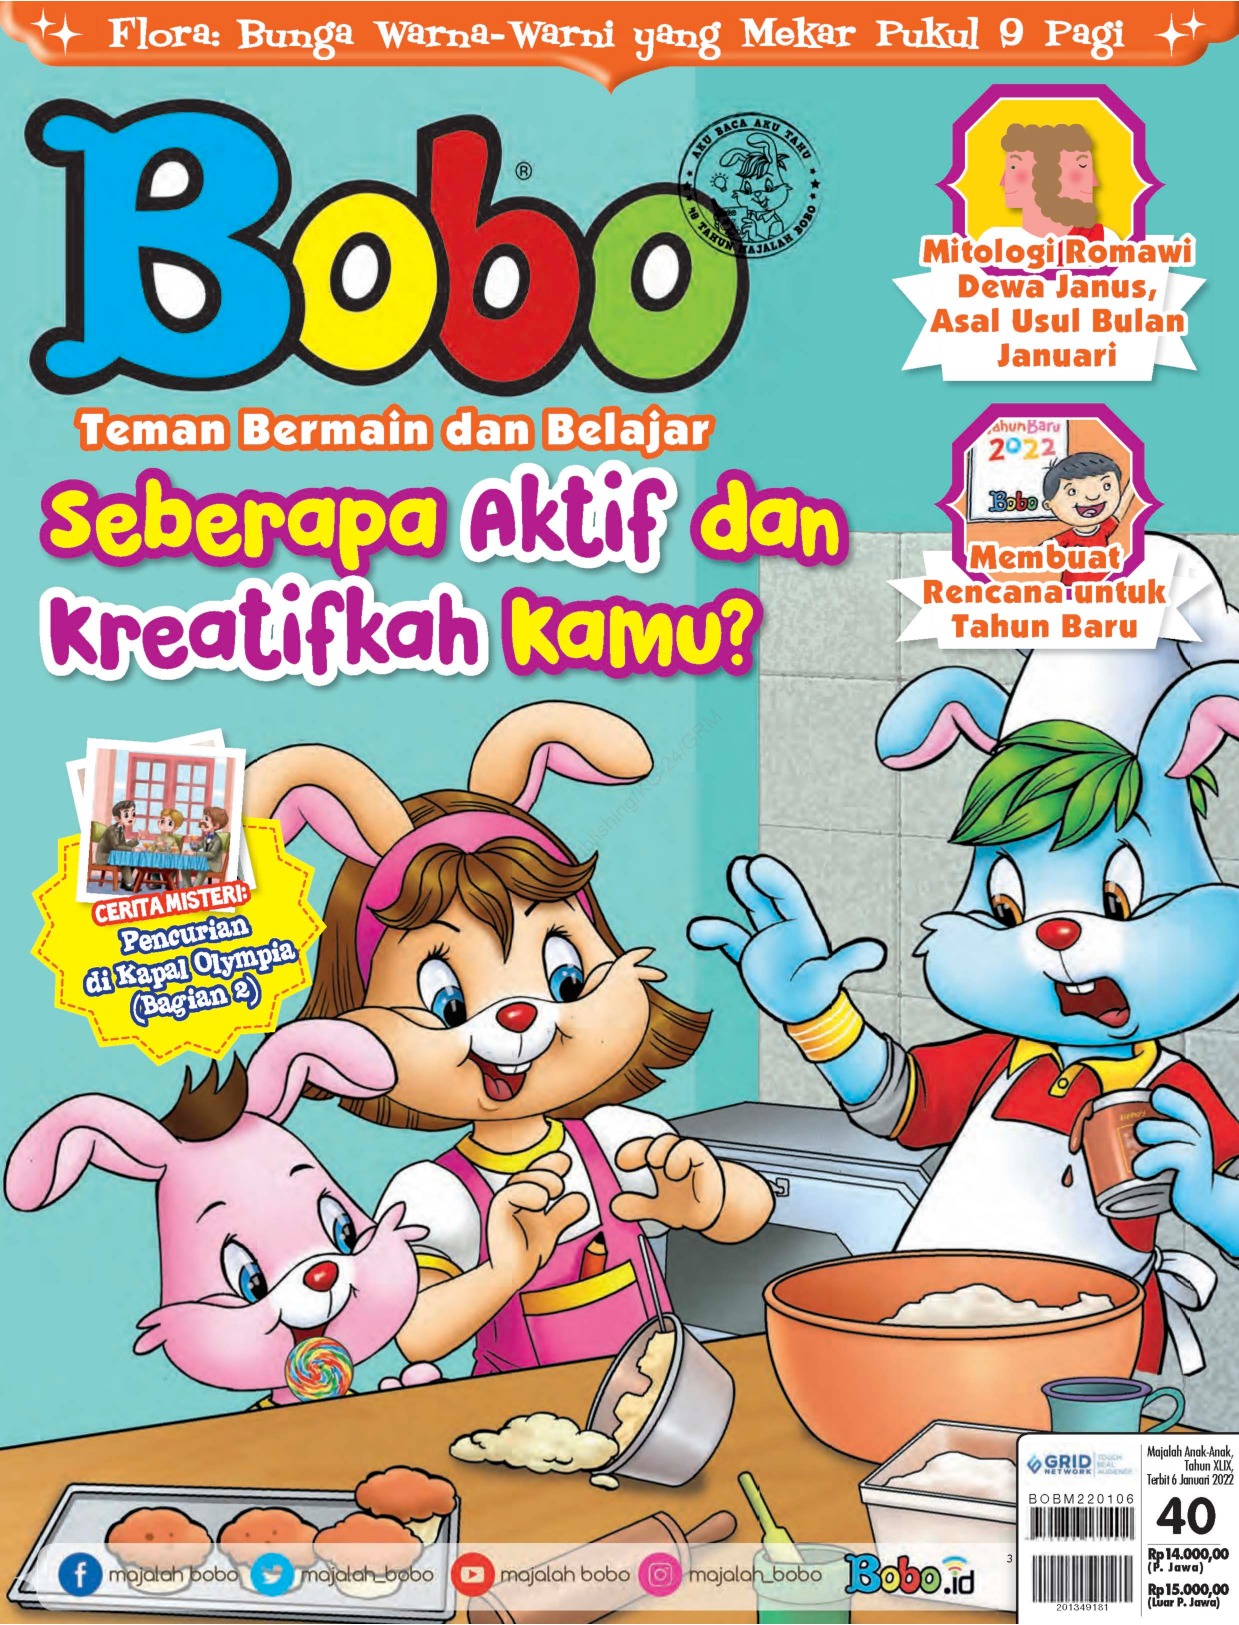 Flora: Bunga Warna-Warni yang Mekar Pukul 9 Pagi
Bobo
®
AKU BACA AKU TAHU
48 TAHUN MAJALAH BOBO
Teman Bermain dan Belajar
Mitologi Romawi
Dewa Janus,
Asal Usul Bulan
Januari
Seberapa Aktif dan
Kreatifkah Kamu?
Tahun Baru
2022
Bobo
Membuat
Rencana untuk
Tahun Baru
CERITA MISTERI:
Pencurian
di Kapal Olympia
(Bagian 2)
majalah bobo
majalah_bobo
majalah bobo
majalah_bobo
Bobo.id
3
GRID
NETWORK
TOUCH
REAL
AUDIENCE
BOBM220106
201349181
Majalah Anak-Anak,
Tahun XLIX,
Terbit 6 Januari 2022
40
Rp14.000,00
(P. Jawa)
Rp15.000,00
(Luar P. Jawa)